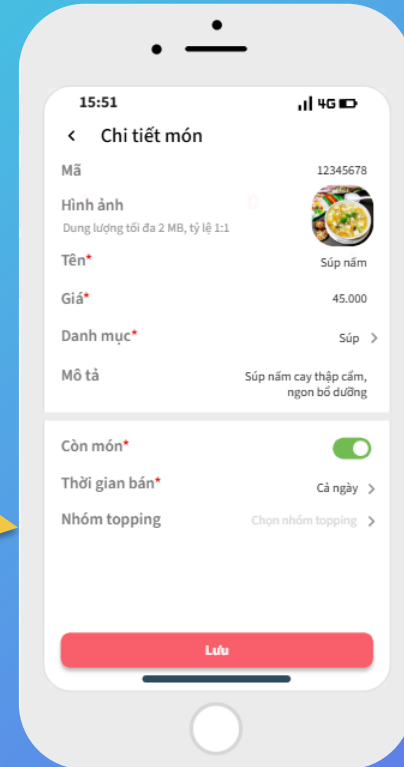 15:51 4G
Chi tiết món
Mã 12345678
Hình ảnh
Dung lượng tối đa 2 MB, tỷ lệ 1:1
Tên* Súp nấm
Giá* 45.000
Danh mục* Súp
Mô tả Súp nấm cay thập cẩm,
ngon bổ dưỡng
Còn món*
Thời gian bán* Cả ngày
Nhóm topping Chọn nhóm topping
Lưu